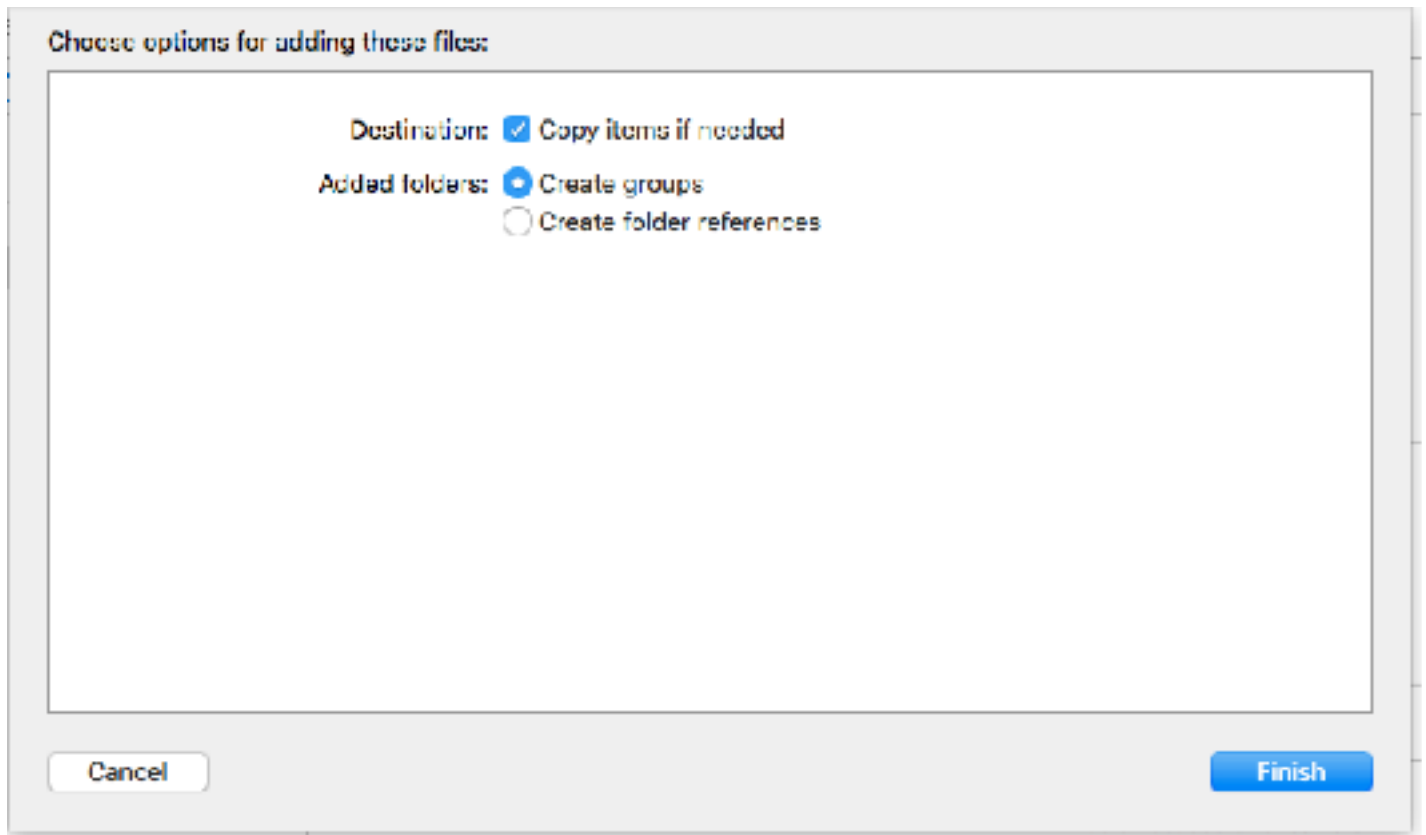 Choose options for adding these files:
Destination: Copy items if needed
Added folders: Create groups
Create folder references
Cancel Finish